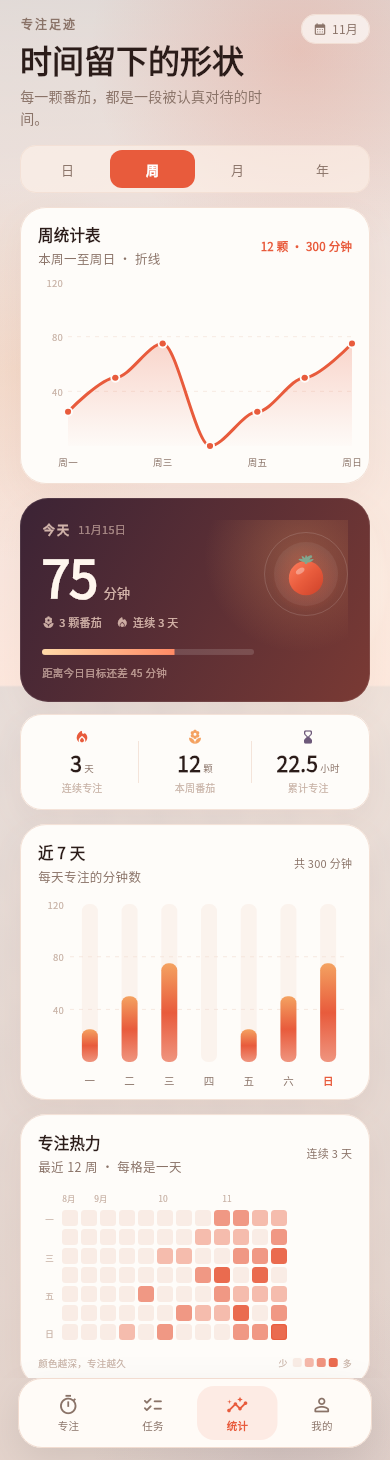 专注足迹
11月
时间留下的形状
每一颗番茄，都是一段被认真对待的时
间。
日 周 月 年
周统计表
本周一至周日 · 折线
12 颗 · 300 分钟
120
80
40
周一 周三 周五 周日
今天 11月15日
75 分钟
3 颗番茄 连续 3 天
距离今日目标还差 45 分钟
3 天 12 颗 22.5 小时
连续专注 本周番茄 累计专注
近 7 天
每天专注的分钟数
共 300 分钟
120
80
40
一 二 三 四 五 六 日
专注热力
最近 12 周 · 每格是一天
连续 3 天
8月 9月 10 11
一
三
五
日
颜色越深，专注越久 少 多
专注 任务 统计 我的